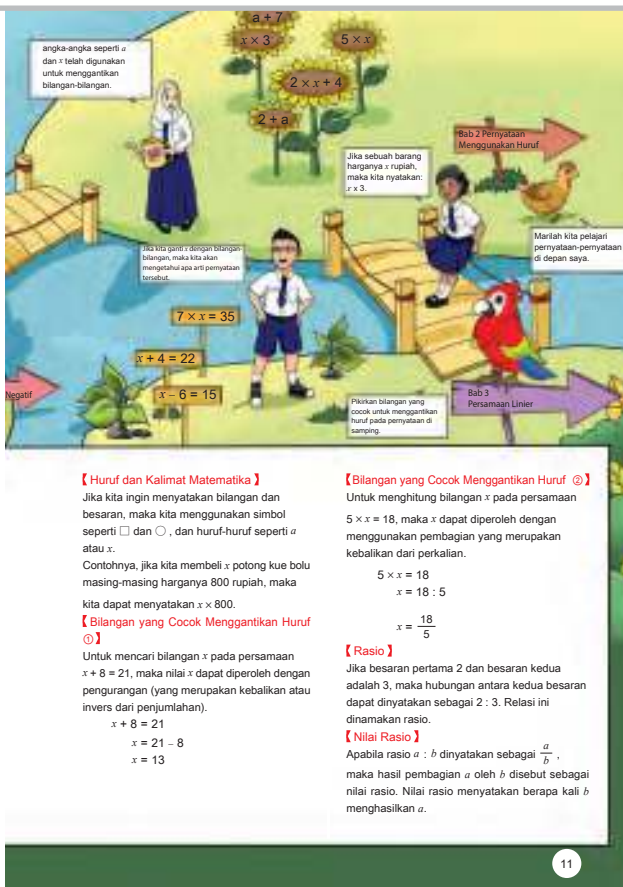 a + 7
x × 3
5 × x
2 × x + 4
2 + a
angka-angka seperti a
dan x telah digunakan
untuk menggantikan
bilangan-bilangan.
Bab 2 Pernyataan
Menggunakan Huruf
Jika sebuah barang
harganya x rupiah,
maka kita nyatakan:
x x 3.
Marilah kita pelajari
pernyataan-pernyataan
di depan saya.
Jika kita ganti x dengan bilangan-
bilangan, maka kita akan
mengetahui apa arti pernyataan
tersebut.
7 × x = 35
x + 4 = 22
x – 6 = 15
Negatif
Pikirkan bilangan yang
cocok untuk menggantikan
huruf pada pernyataan di
samping.
Bab 3
Persamaan Linier
【Huruf dan Kalimat Matematika】
Jika kita ingin menyatakan bilangan dan
besaran, maka kita menggunakan simbol
seperti □ dan ○ , dan huruf-huruf seperti a
atau x.
Contohnya, jika kita membeli x potong kue bolu
masing-masing harganya 800 rupiah, maka
kita dapat menyatakan x × 800.
【Bilangan yang Cocok Menggantikan Huruf
①】
Untuk mencari bilangan x pada persamaan
x + 8 = 21, maka nilai x dapat diperoleh dengan
pengurangan (yang merupakan kebalikan atau
invers dari penjumlahan).
x + 8 = 21
x = 21 – 8
x = 13
【Bilangan yang Cocok Menggantikan Huruf ②】
Untuk menghitung bilangan x pada persamaan
5 × x = 18, maka x dapat diperoleh dengan
menggunakan pembagian yang merupakan
kebalikan dari perkalian.
5 × x = 18
x = 18 : 5
x = 18/5
【Rasio】
Jika besaran pertama 2 dan besaran kedua
adalah 3, maka hubungan antara kedua besaran
dapat dinyatakan sebagai 2 : 3. Relasi ini
dinamakan rasio.
【Nilai Rasio】
Apabila rasio a : b dinyatakan sebagai a/b ,
maka hasil pembagian a oleh b disebut sebagai
nilai rasio. Nilai rasio menyatakan berapa kali b
menghasilkan a.
11